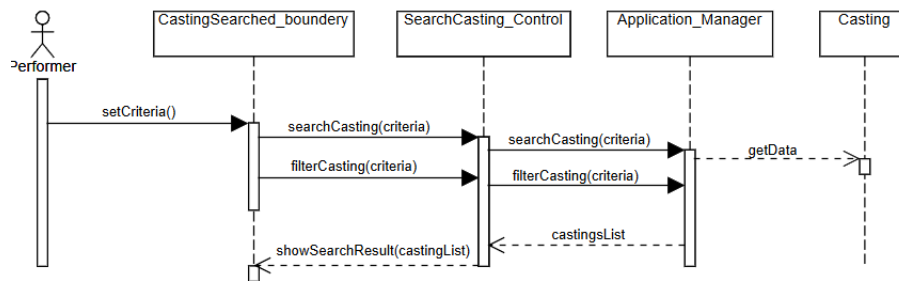 CastingSearched_boundery
SearchCasting_Control
Application_Manager
Casting
Performer
setCriteria()
searchCasting(criteria)
searchCasting(criteria)
getData
filterCasting(criteria)
filterCasting(criteria)
castingsList
showSearchResult(castingList)